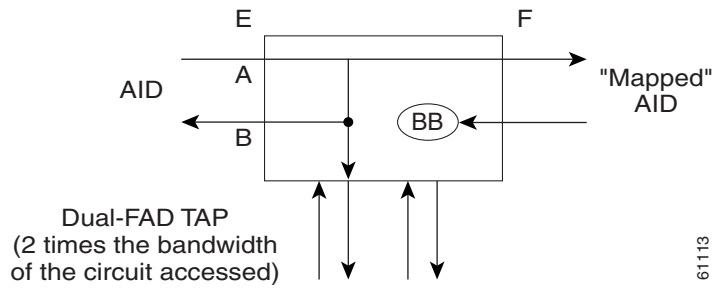 E
F
A
AID
"Mapped"
AID
BB
B
Dual-FAD TAP
(2 times the bandwidth
of the circuit accessed)
61113